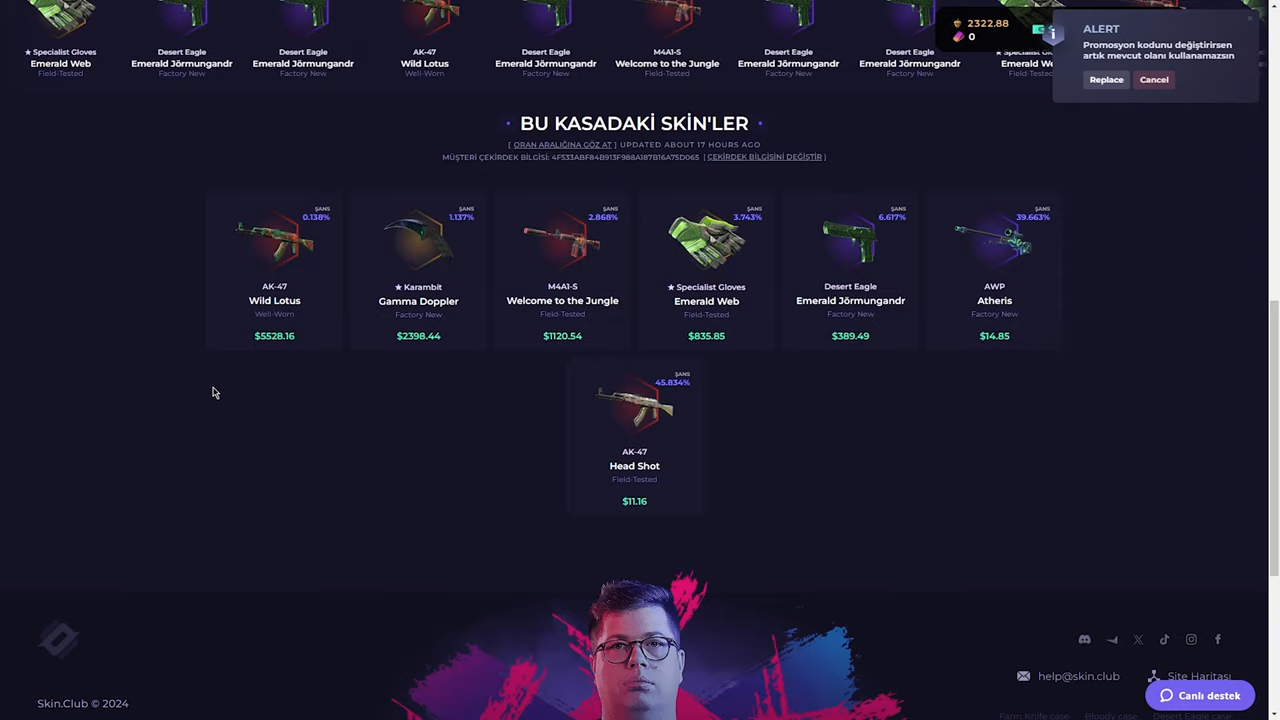 2322.88
0
ALERT
Promosyon kodunu değiştirirsen
artık mevcut olanı kullanamazsın
Replace Cancel
★ Specialist Gloves
Emerald Web
Field-Tested
Desert Eagle
Emerald Jörmungandr
Factory New
Desert Eagle
Emerald Jörmungandr
Factory New
AK-47
Wild Lotus
Well-Worn
Desert Eagle
Emerald Jörmungandr
Factory New
M4A1-S
Welcome to the Jungle
Field-Tested
Desert Eagle
Emerald Jörmungandr
Factory New
Desert Eagle
Emerald Jörmungandr
Factory New
BU KASADAKİ SKİN'LER
[ ORAN ARALIĞINA GÖZ AT ] UPDATED ABOUT 17 HOURS AGO
MÜŞTERİ ÇEKİRDEK BİLGİSİ: 4F533ABF84B913F988A187B16A75D065 [ ÇEKİRDEK BİLGİSİNİ DEĞİŞTİR ]
ŞANS
0.138%
AK-47
Wild Lotus
Well-Worn
$5528.16
ŞANS
1.137%
★ Karambit
Gamma Doppler
Factory New
$2398.44
ŞANS
2.868%
M4A1-S
Welcome to the Jungle
Field-Tested
$1120.54
ŞANS
3.743%
★ Specialist Gloves
Emerald Web
Field-Tested
$835.85
ŞANS
6.617%
Desert Eagle
Emerald Jörmungandr
Factory New
$389.49
ŞANS
39.663%
AWP
Atheris
Factory New
$14.85
ŞANS
45.834%
AK-47
Head Shot
Field-Tested
$11.16
help@skin.club
Site Haritası
Skin.Club © 2024
Canlı destek
Farm Knife case Bloody case Desert Eagle case